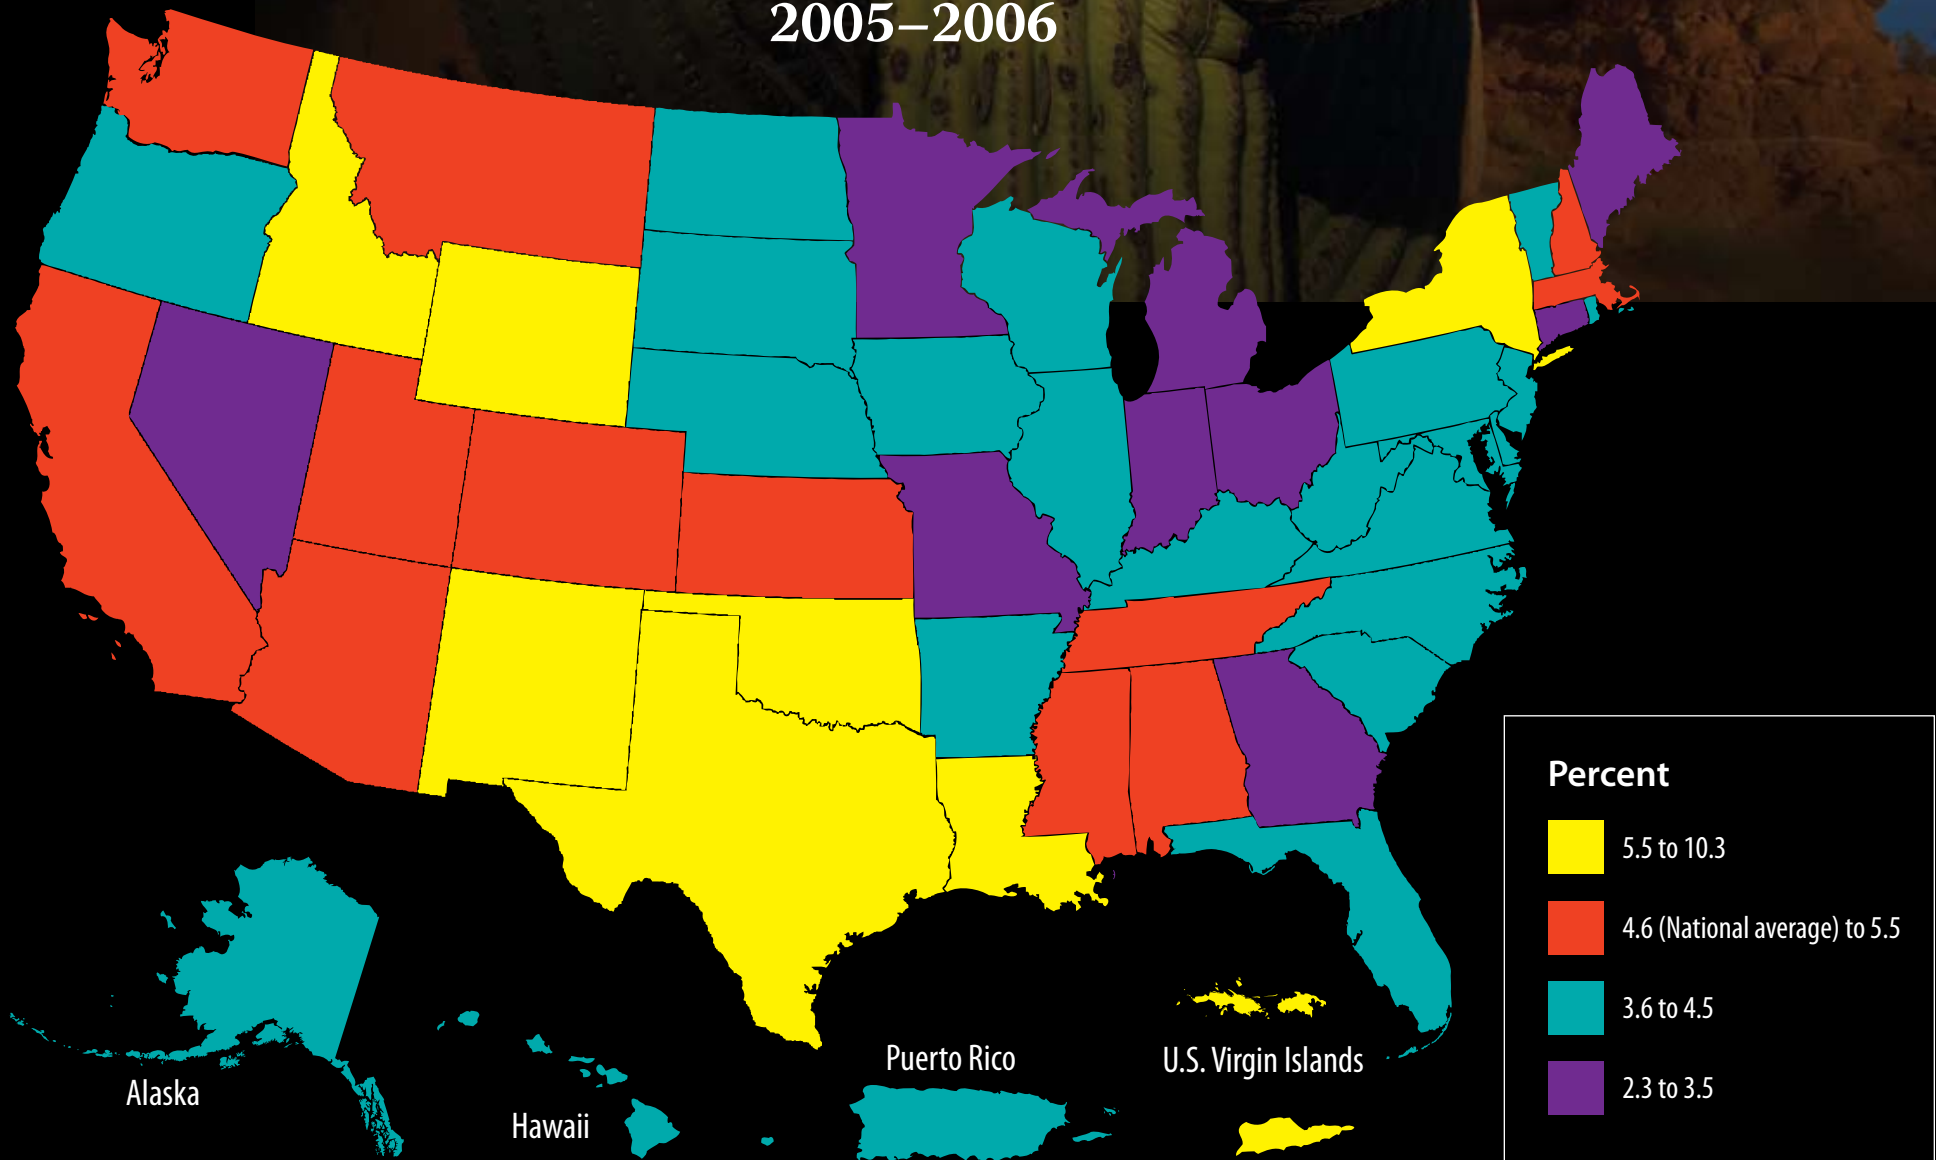 2005–2006
Percent
5.5 to 10.3
4.6 (National average) to 5.5
3.6 to 4.5
2.3 to 3.5
Puerto Rico
U.S. Virgin Islands
Alaska
Hawaii